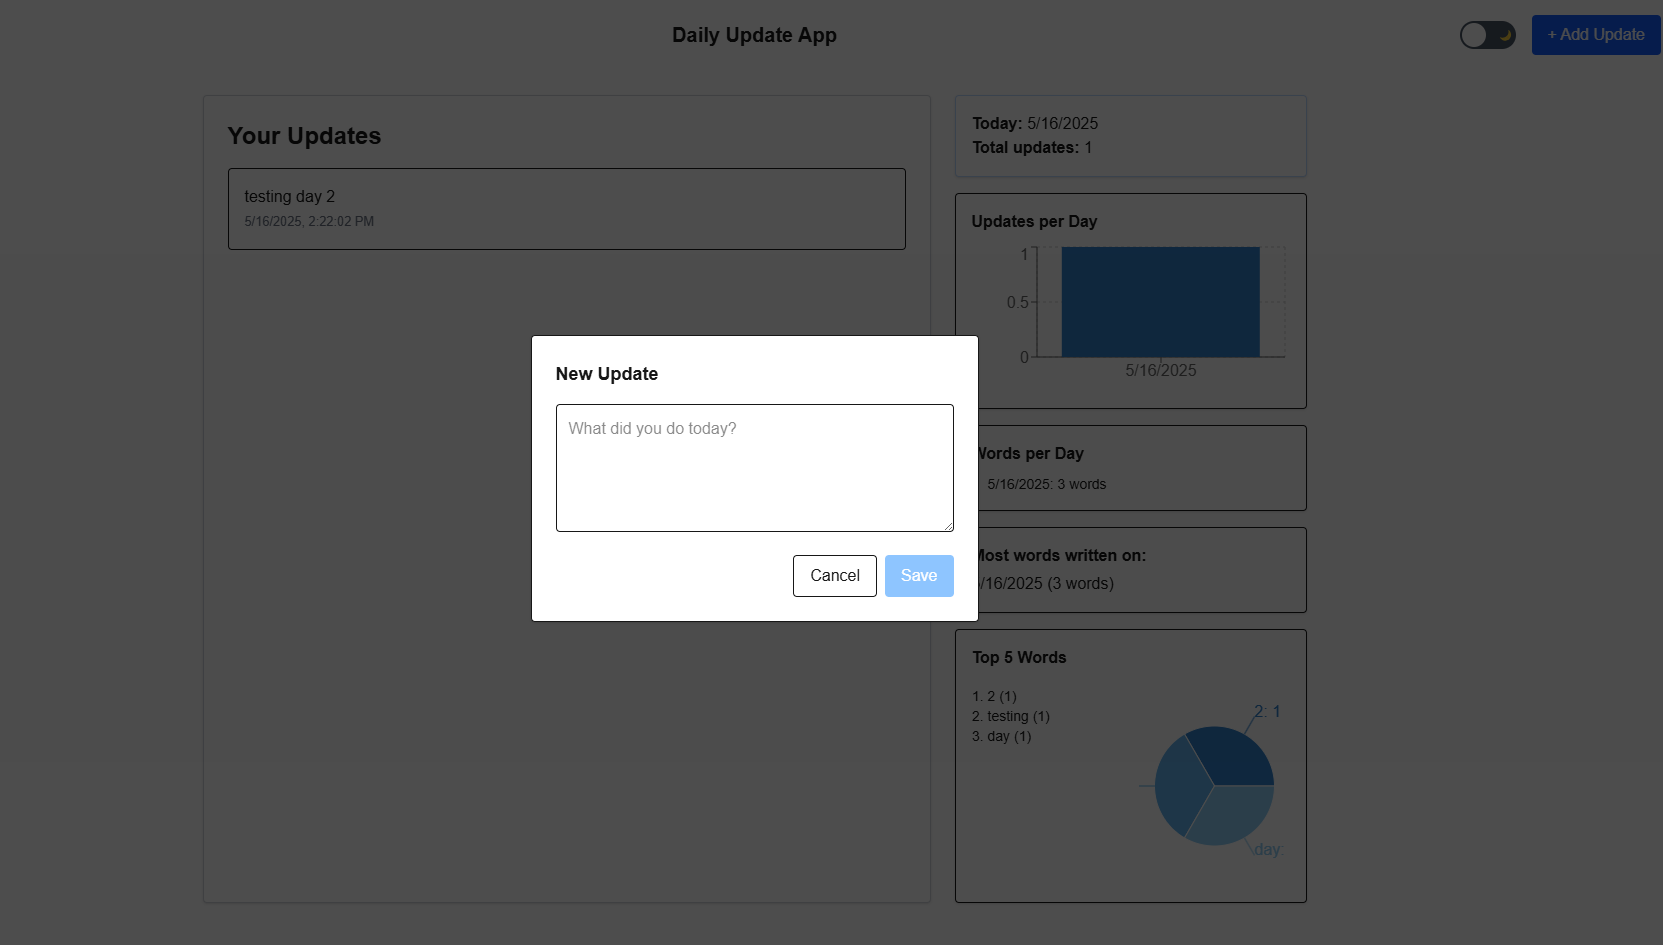 Daily Update App
+ Add Update
Your Updates
testing day 2
5/16/2025, 2:22:02 PM
Today: 5/16/2025
Total updates: 1
Updates per Day
1
0.5
0
5/16/2025
New Update
What did you do today?
Cancel
Save
Words per Day
5/16/2025: 3 words
Most words written on:
/16/2025 (3 words)
Top 5 Words
1. 2 (1)
2. testing (1)
3. day (1)
2: 1
day: